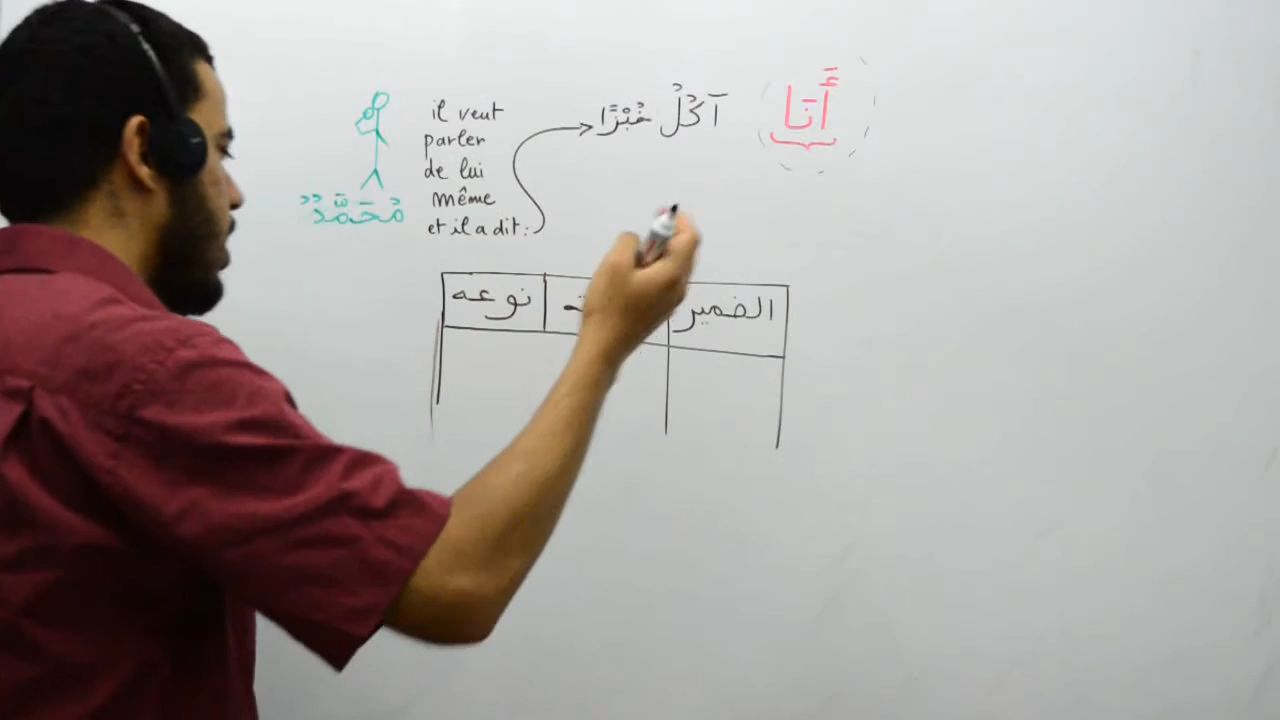 أَنَا
آكُلُ خُبْزًا
il veut
parler
de lui
même
et il a dit:
مُحَمَّدٌ
الضمير
نوعه